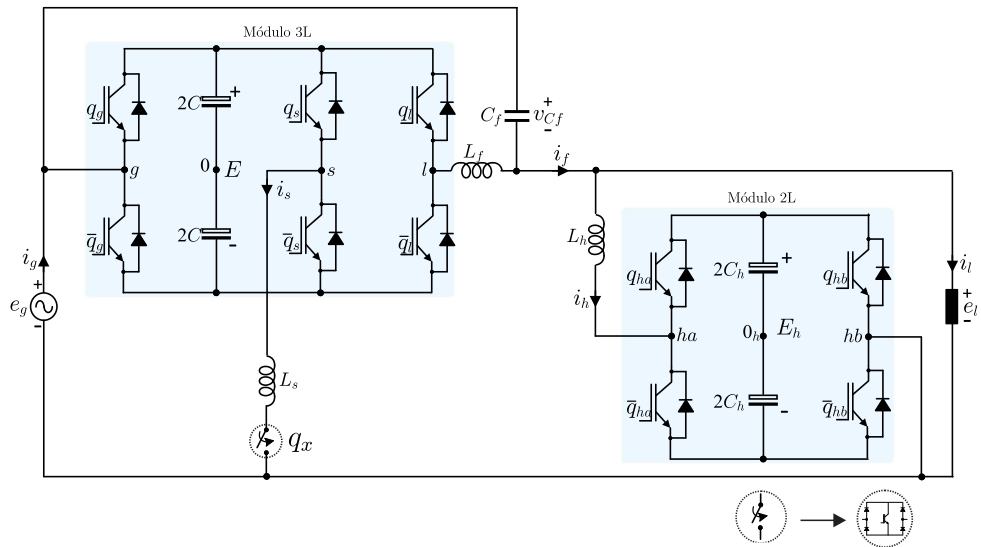 Módulo 3L
q_g
2C
+
q_s
q_l
C_f
+
v_Cf
-
L_f
i_f
g
0
E
s
l
i_s
Módulo 2L
q̅_g
2C
-
q̅_s
q̅_l
L_h
i_g
q_ha
2C_h
+
q_hb
i_l
+
e_g
-
i_h
+
e_l
-
ha
0_h
E_h
hb
L_s
q̅_ha
2C_h
-
q̅_hb
q_x